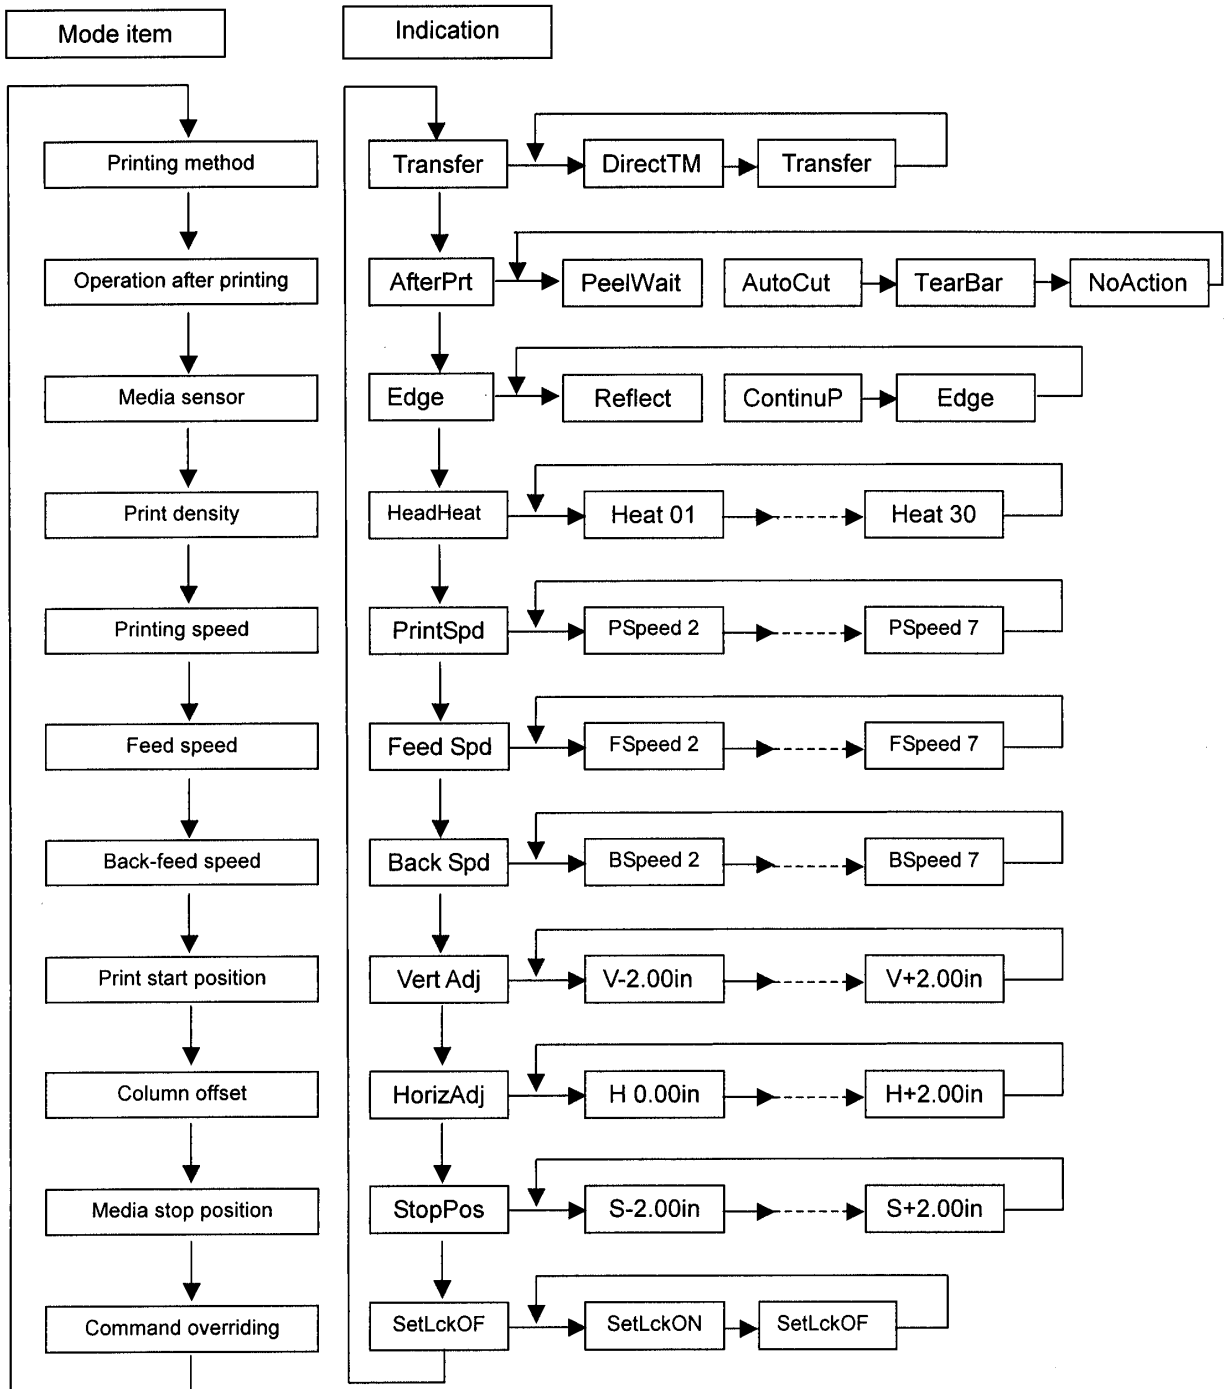 Mode item
Indication
Printing method
Transfer
DirectTM
Transfer
Operation after printing
AfterPrt
PeelWait
AutoCut
TearBar
NoAction
Media sensor
Edge
Reflect
ContinuP
Edge
Print density
HeadHeat
Heat 01
Heat 30
Printing speed
PrintSpd
PSpeed 2
PSpeed 7
Feed speed
Feed Spd
FSpeed 2
FSpeed 7
Back-feed speed
Back Spd
BSpeed 2
BSpeed 7
Print start position
Vert Adj
V-2.00in
V+2.00in
Column offset
HorizAdj
H 0.00in
H+2.00in
Media stop position
StopPos
S-2.00in
S+2.00in
Command overriding
SetLckOF
SetLckON
SetLckOF